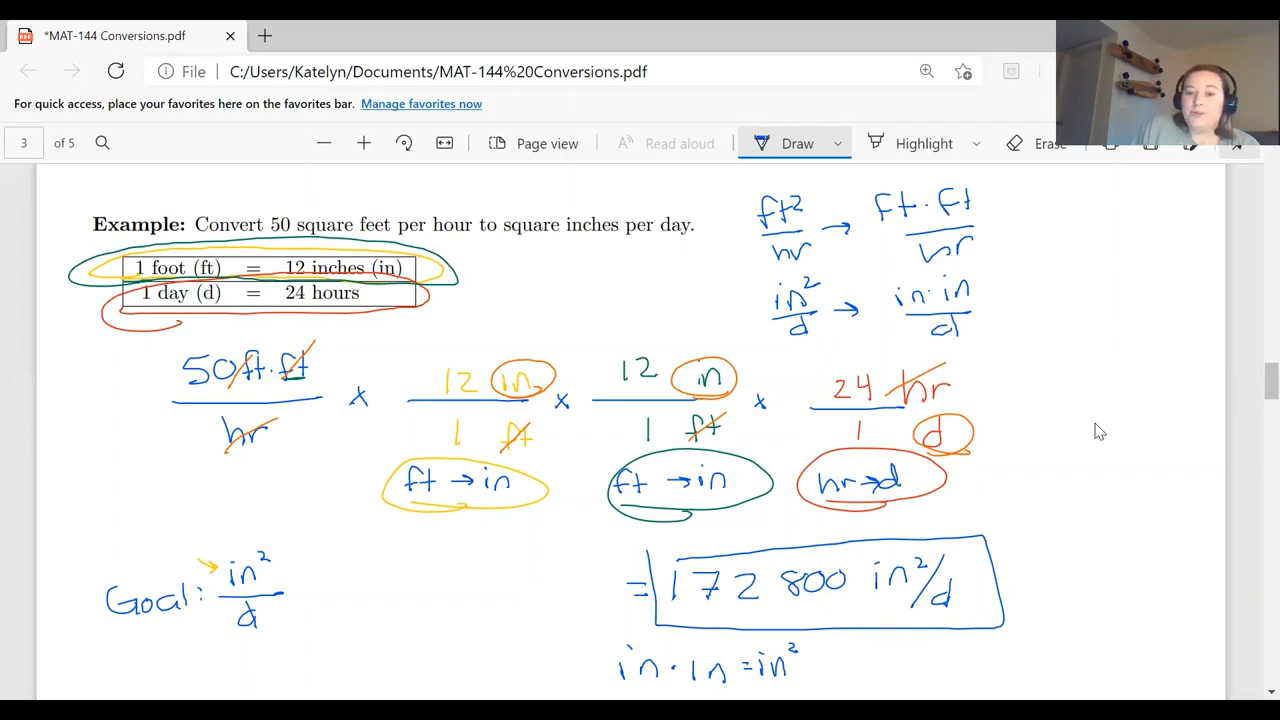 *MAT-144 Conversions.pdf
File C:/Users/Katelyn/Documents/MAT-144%20Conversions.pdf
For quick access, place your favorites here on the favorites bar. Manage favorites now
3 of 5 Page view Read aloud Draw Highlight Erase
Example: Convert 50 square feet per hour to square inches per day.
1 foot (ft) = 12 inches (in)
1 day (d) = 24 hours
ft²/hr → ft·ft/hr
in²/d → in·in/d
50 ft·ft/hr × 12 in/1 ft × 12 in/1 ft × 24 hr/1 d
ft → in ft → in hr→d
Goal: in²/d
= 172 800 in²/d
in·in = in²